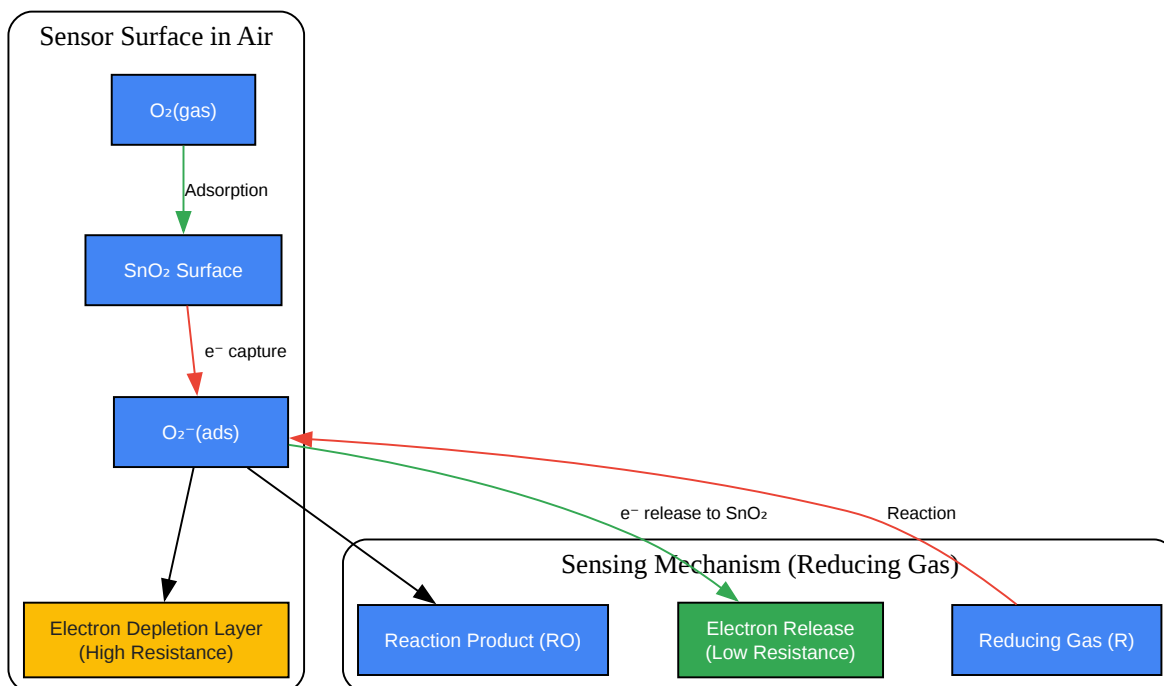 Sensor Surface in Air
O₂(gas)
Adsorption
SnO₂ Surface
e⁻ capture
O₂⁻(ads)
e⁻ release to SnO₂
Reaction
Sensing Mechanism (Reducing Gas)
Electron Depletion Layer
(High Resistance)
Reaction Product (RO)
Electron Release
(Low Resistance)
Reducing Gas (R)